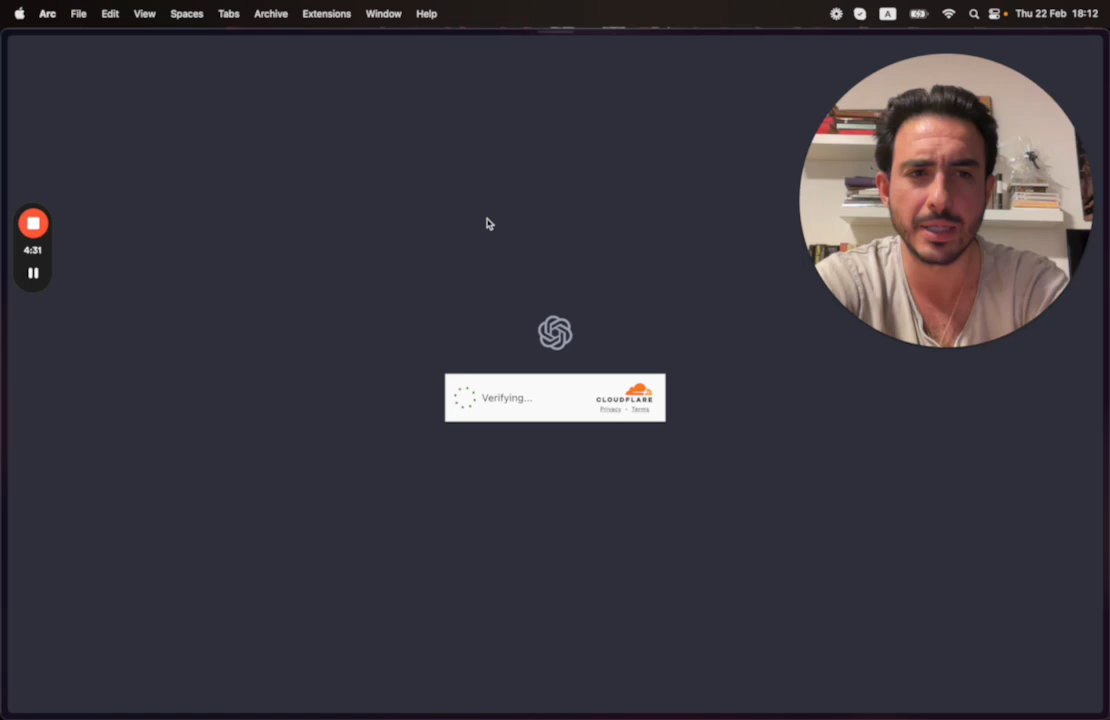 Arc File Edit View Spaces Tabs Archive Extensions Window Help A Thu 22 Feb 18:12
4:31
Verifying...
CLOUDFLARE
Privacy • Terms